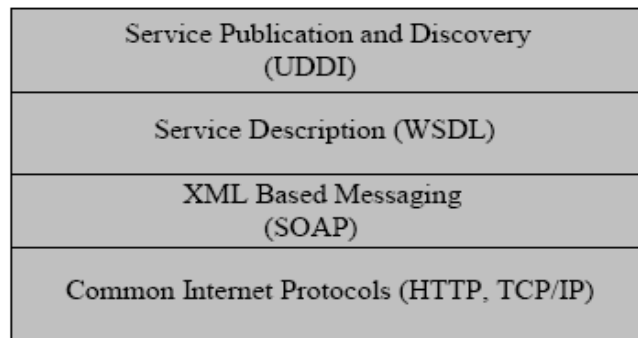 Service Publication and Discovery
(UDDI)
Service Description (WSDL)
XML Based Messaging
(SOAP)
Common Internet Protocols (HTTP, TCP/IP)